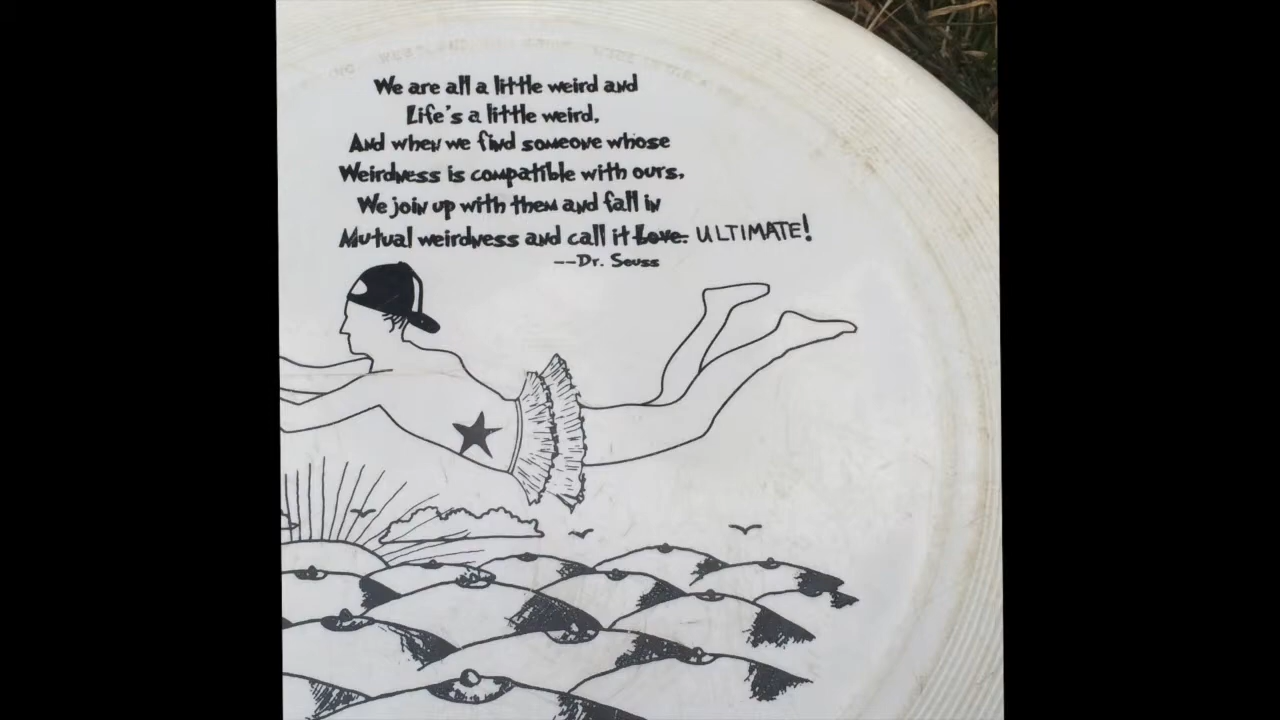 We are all a little weird and
Life's a little weird,
And when we find someone whose
Weirdness is compatible with ours,
We join up with them and fall in
Mutual weirdness and call it Love. ULTIMATE!
--Dr. Seuss